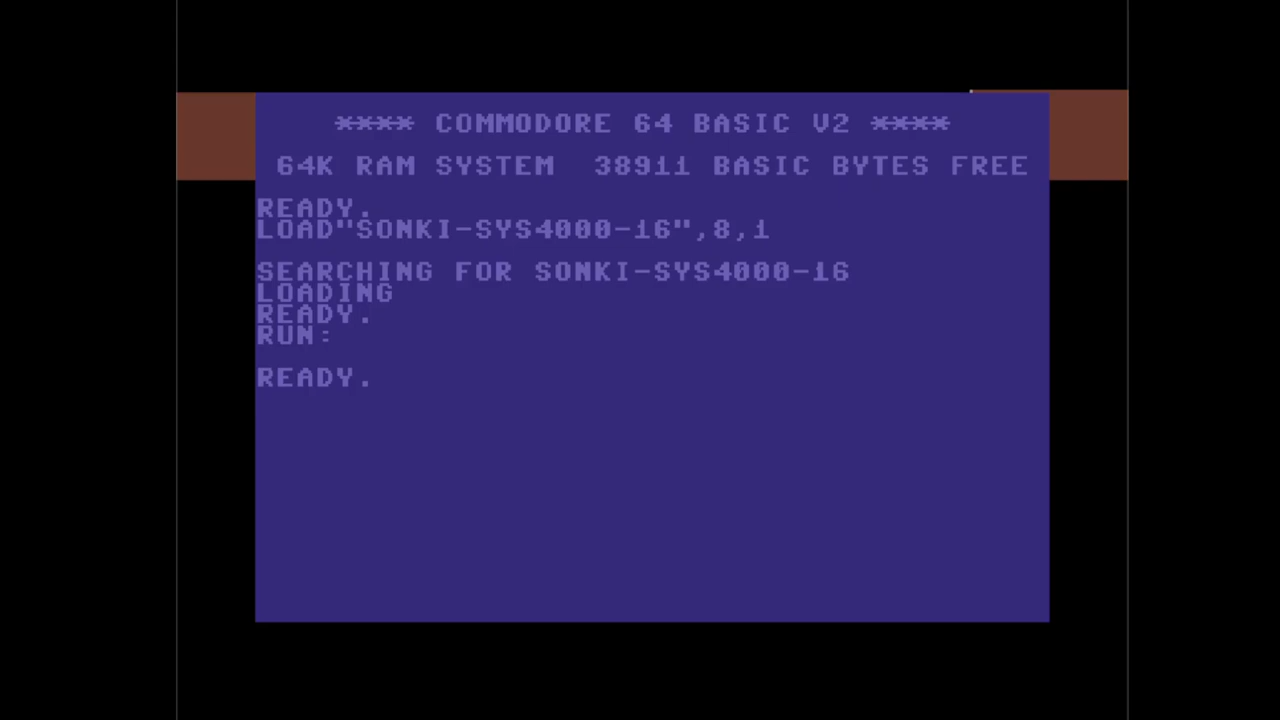 **** COMMODORE 64 BASIC V2 ****
64K RAM SYSTEM  38911 BASIC BYTES FREE
READY.
LOAD"SONKI-SYS4000-16",8,1
SEARCHING FOR SONKI-SYS4000-16
LOADING
READY.
RUN:
READY.